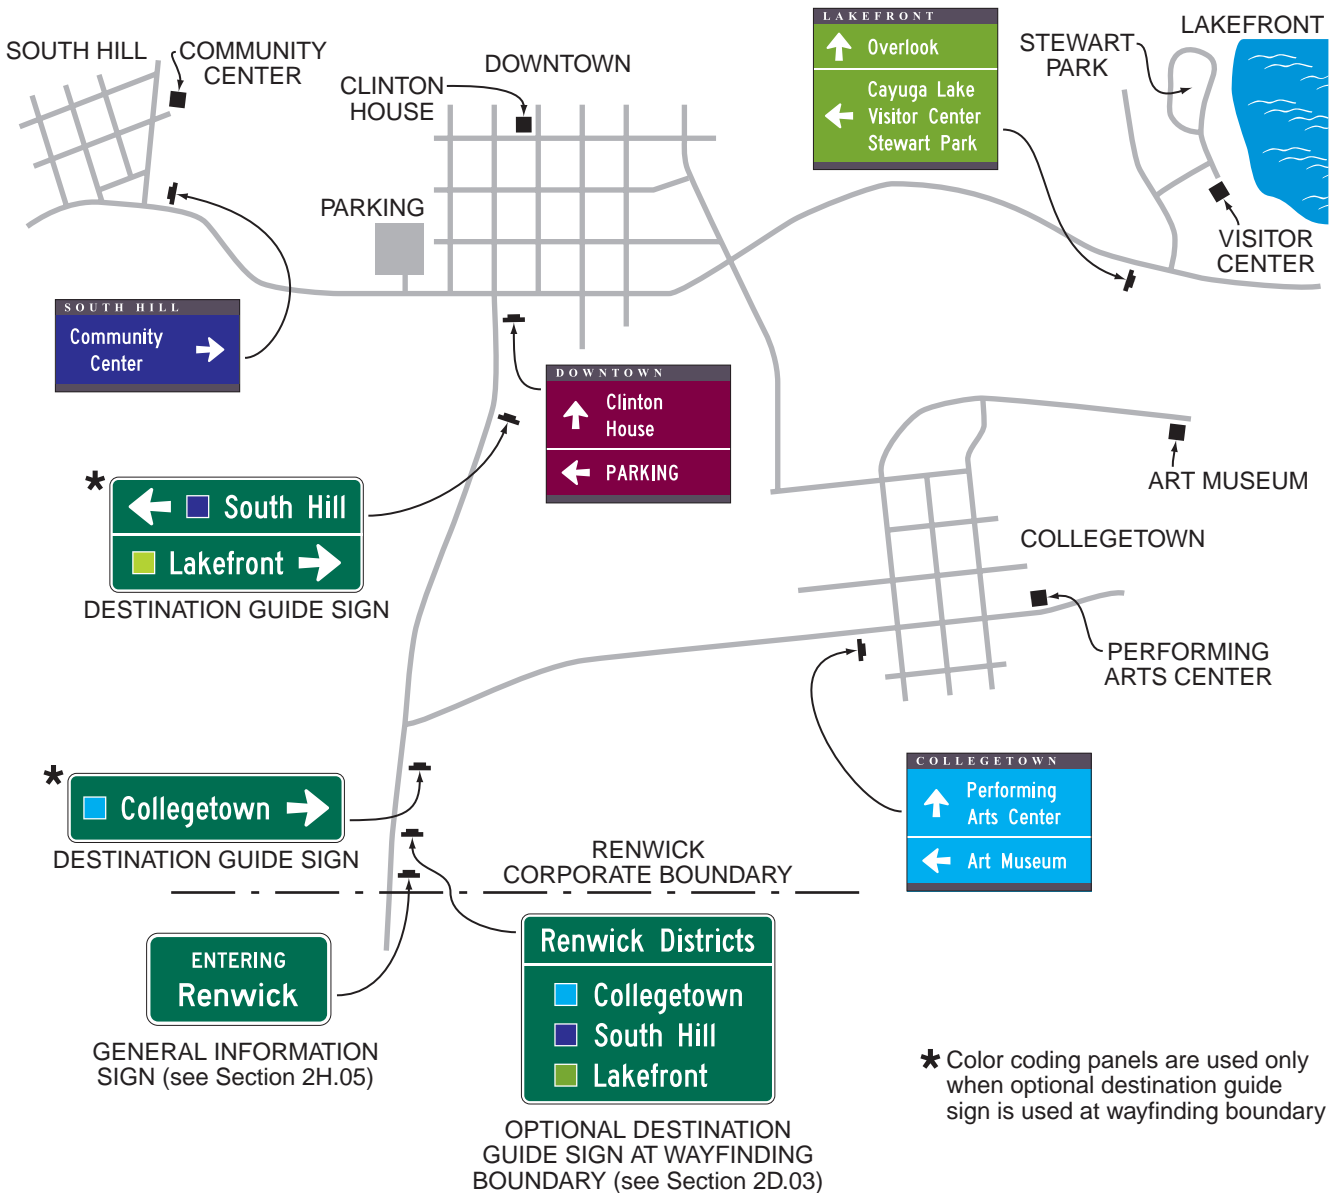 SOUTH HILL
COMMUNITY
CENTER
CLINTON
HOUSE
DOWNTOWN
LAKEFRONT
Overlook
Cayuga Lake
Visitor Center
Stewart Park
STEWART
PARK
LAKEFRONT
PARKING
VISITOR
CENTER
SOUTH HILL
Community
Center
DOWNTOWN
Clinton
House
PARKING
* South Hill
Lakefront
DESTINATION GUIDE SIGN
ART MUSEUM
COLLEGETOWN
PERFORMING
ARTS CENTER
* Collegetown
DESTINATION GUIDE SIGN
COLLEGETOWN
Performing
Arts Center
Art Museum
RENWICK
CORPORATE BOUNDARY
ENTERING
Renwick
GENERAL INFORMATION
SIGN (see Section 2H.05)
Renwick Districts
Collegetown
South Hill
Lakefront
OPTIONAL DESTINATION
GUIDE SIGN AT WAYFINDING
BOUNDARY (see Section 2D.03)
* Color coding panels are used only
when optional destination guide
sign is used at wayfinding boundary